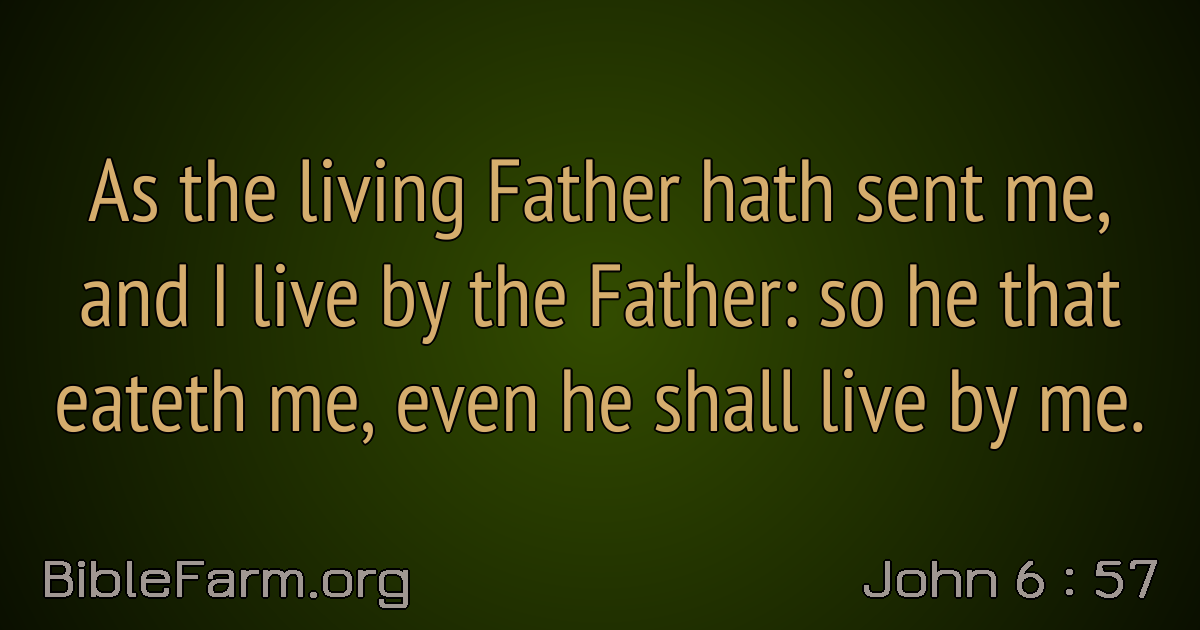 As the living Father hath sent me,
and I live by the Father: so he that
eateth me, even he shall live by me.
BibleFarm.org
John 6 : 57